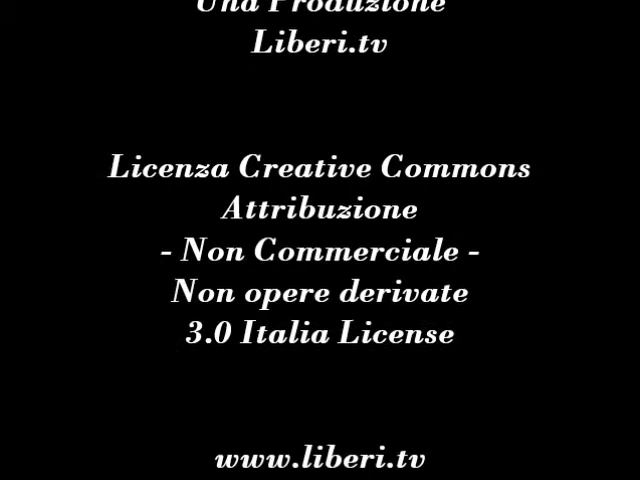 Una Produzione
Liberi.tv
Licenza Creative Commons
Attribuzione
- Non Commerciale -
Non opere derivate
3.0 Italia License
www.liberi.tv